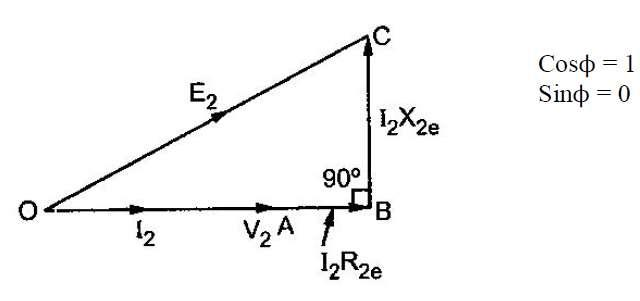 C
Cosϕ = 1
Sinϕ = 0
E₂
I₂X₂ₑ
90°
O
B
I₂
V₂ A
I₂R₂ₑ